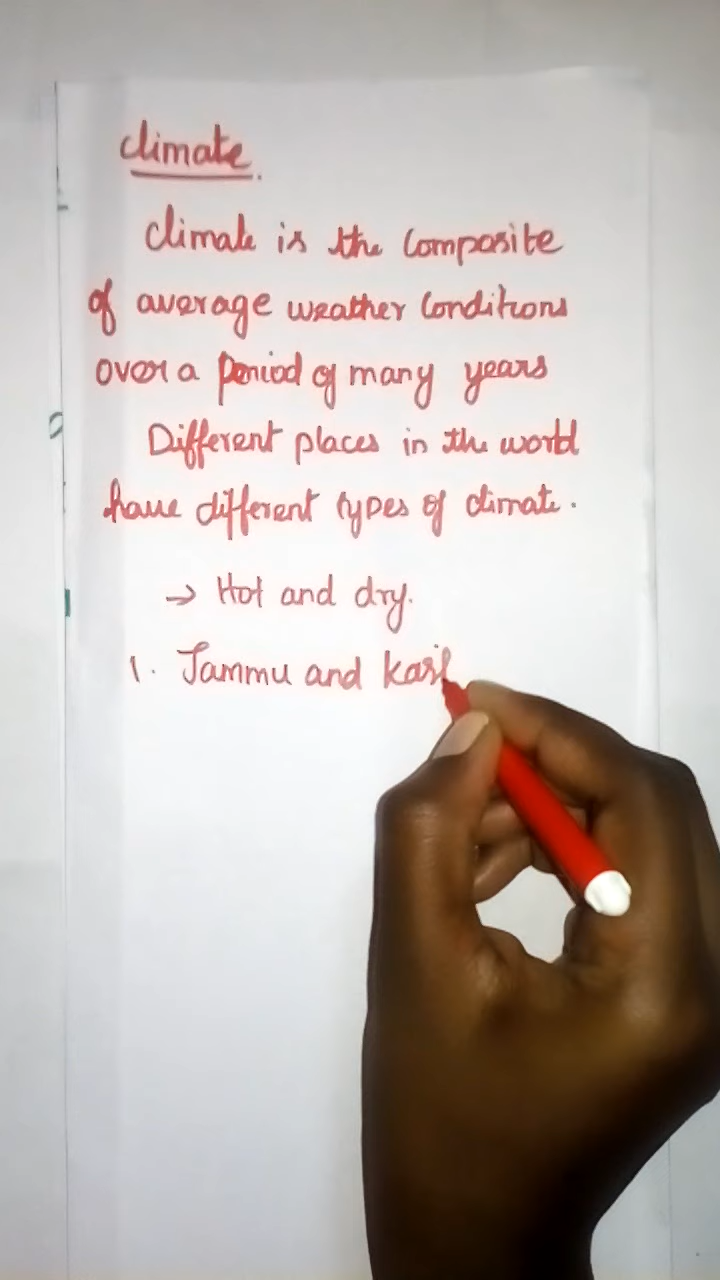 climate.
climate is the composite
of average weather conditions
over a period of many years
Different places in the world
have different types of climate.
→ Hot and dry.
1. Jammu and Kash